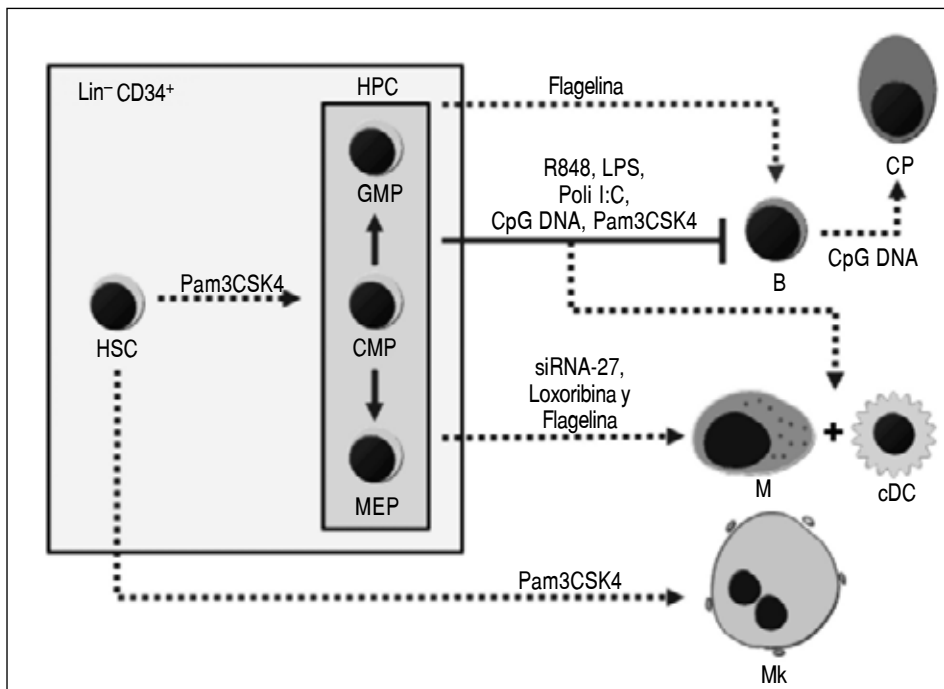 Lin⁻ CD34⁺
HPC
GMP
CMP
MEP
HSC
Pam3CSK4
Flagelina
R848, LPS,
Poli I:C,
CpG DNA, Pam3CSK4
B
CP
CpG DNA
siRNA-27,
Loxoribina y
Flagelina
M
+
cDC
Pam3CSK4
Mk